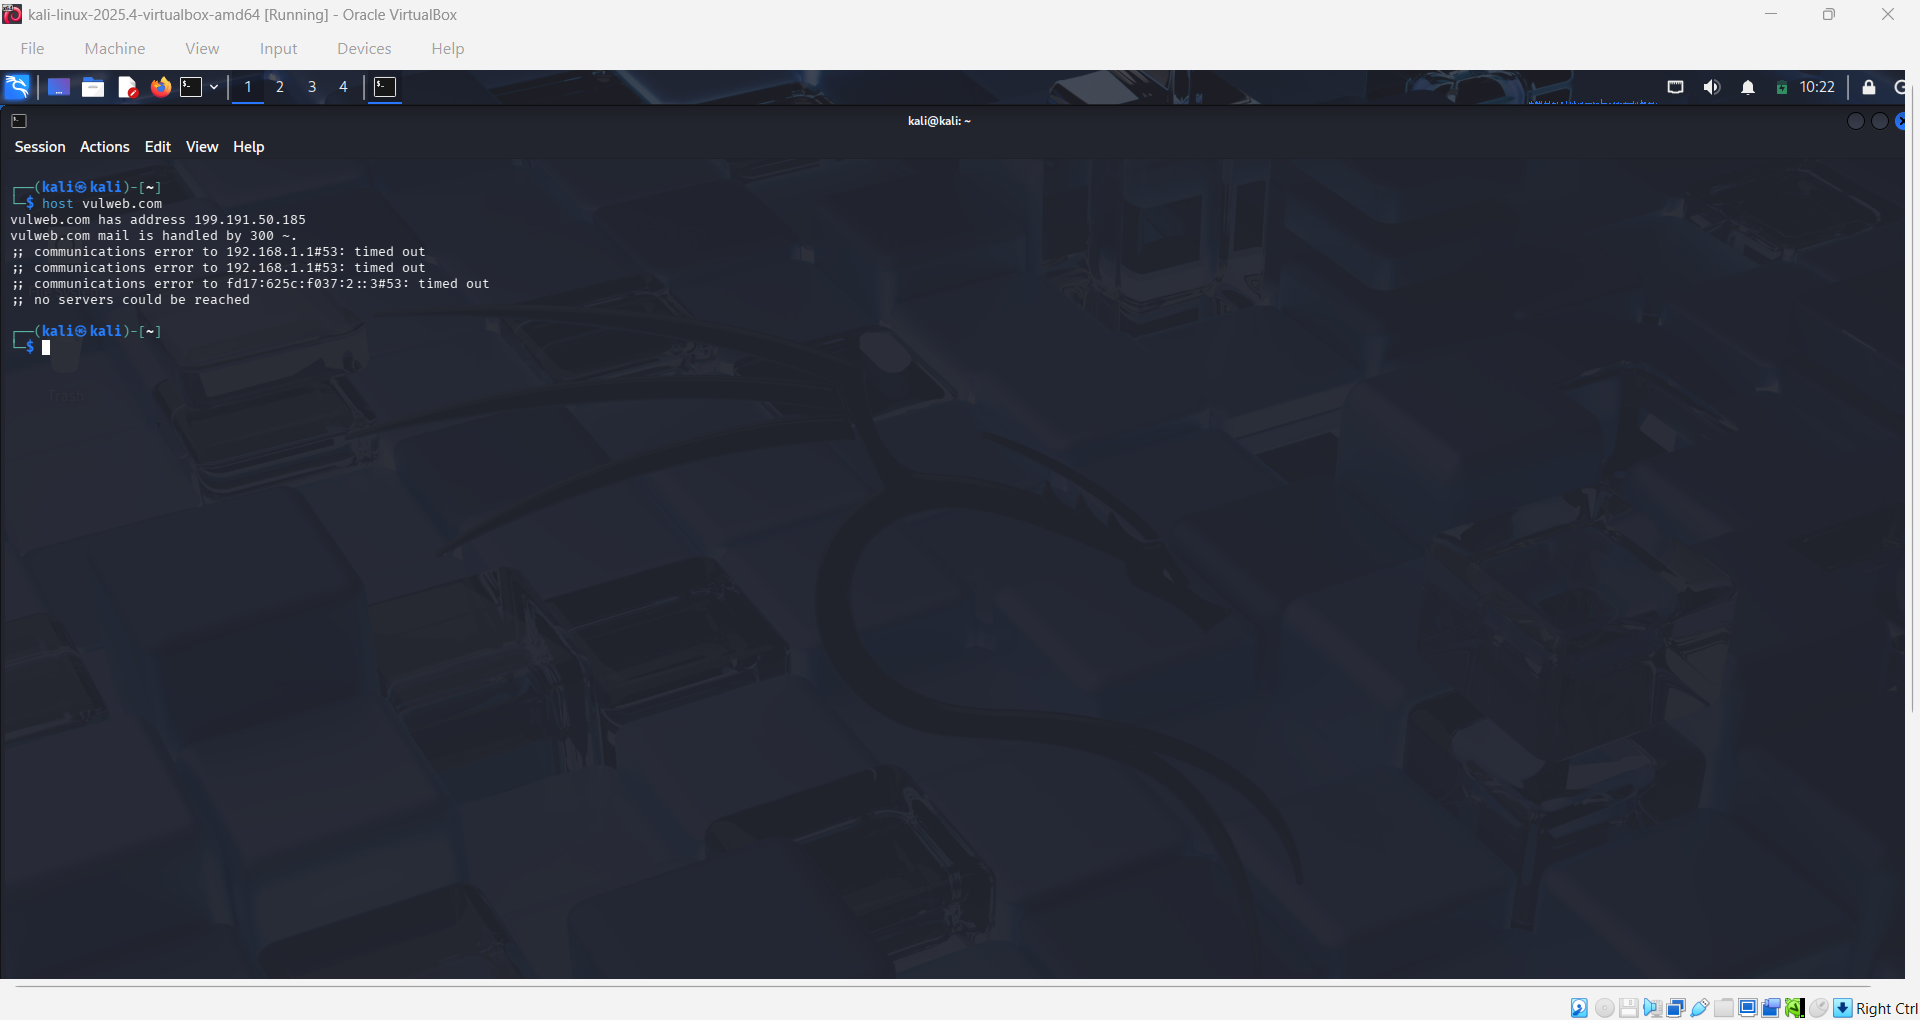 kali-linux-2025.4-virtualbox-amd64 [Running] - Oracle VirtualBox
File Machine View Input Devices Help
1 2 3 4 10:22
kali@kali: ~
Session Actions Edit View Help
┌──(kali㉿kali)-[~]
└─$ host vulweb.com
vulweb.com has address 199.191.50.185
vulweb.com mail is handled by 300 ~.
;; communications error to 192.168.1.1#53: timed out
;; communications error to 192.168.1.1#53: timed out
;; communications error to fd17:625c:f037:2::3#53: timed out
;; no servers could be reached
┌──(kali㉿kali)-[~]
└─$
Trash
Right Ctrl